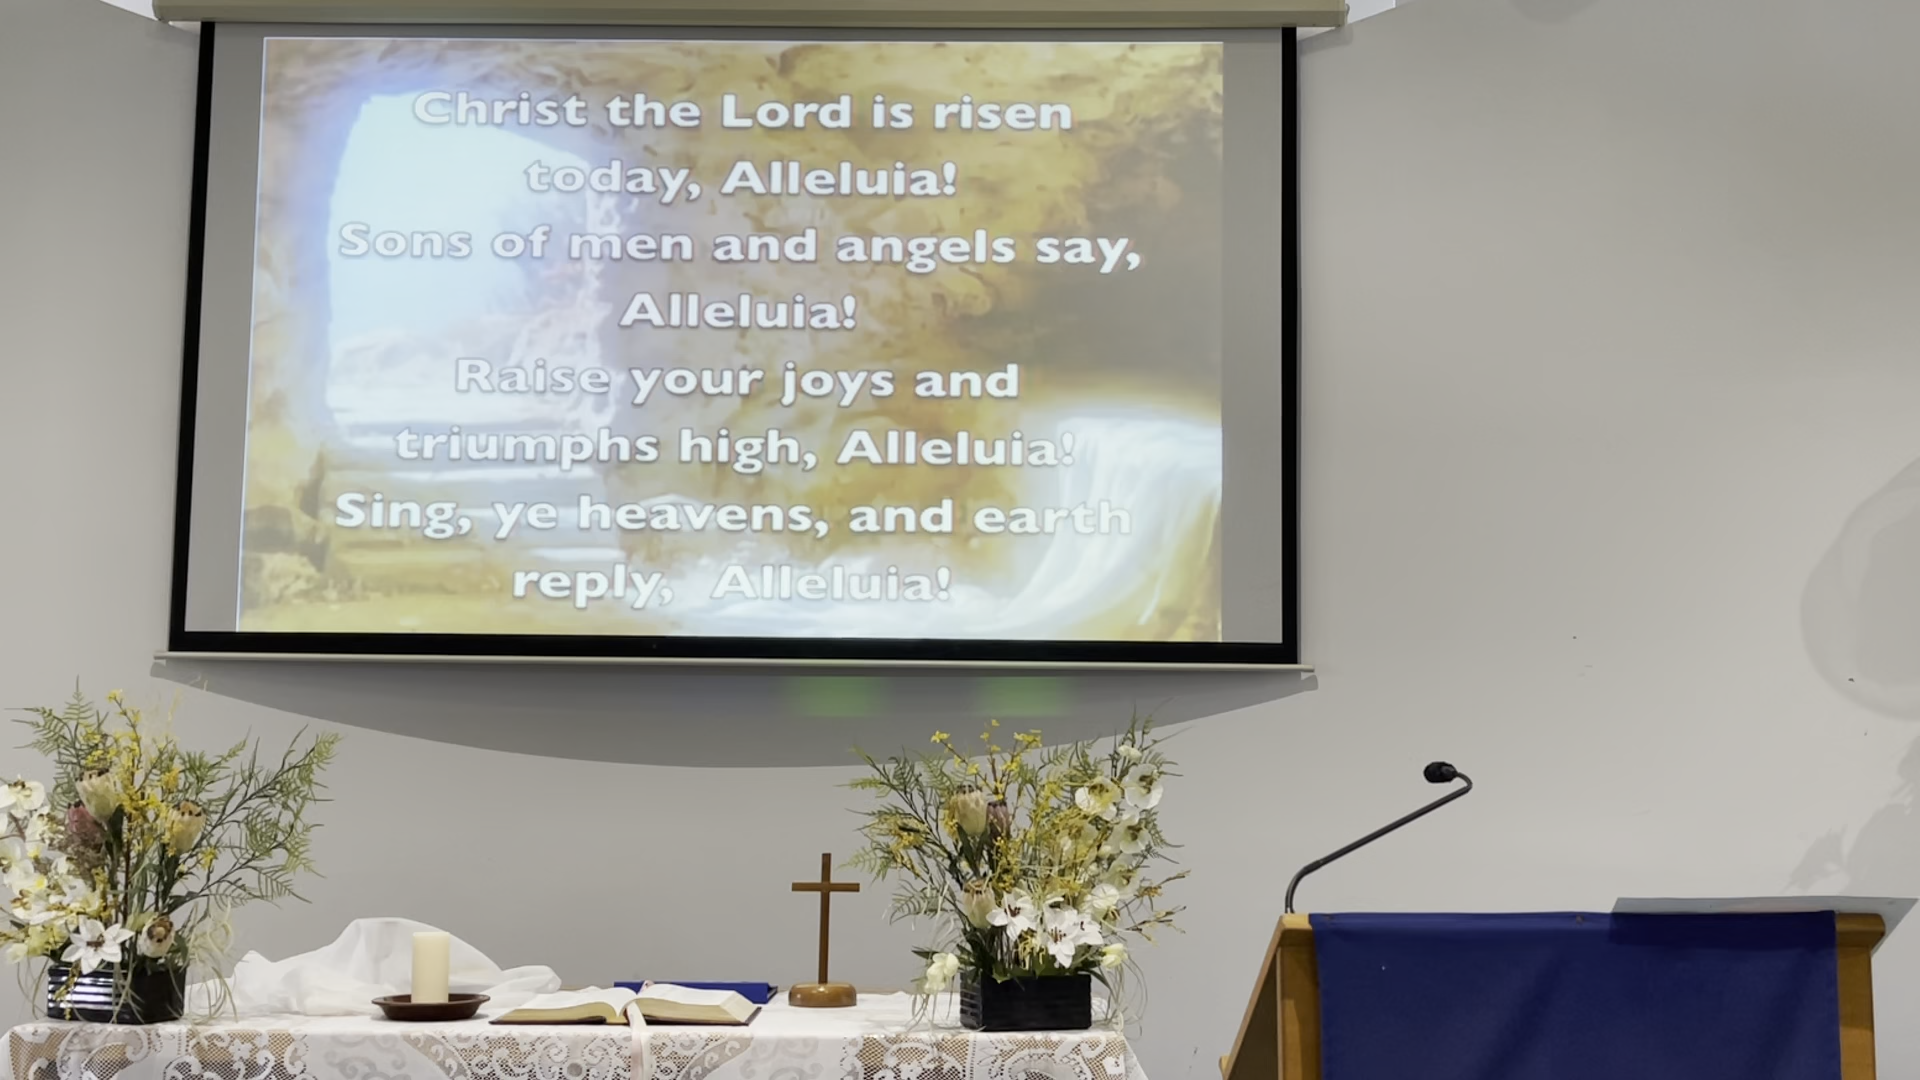 Christ the Lord is risen
today, Alleluia!
Sons of men and angels say,
Alleluia!
Raise your joys and
triumphs high, Alleluia!
Sing, ye heavens, and earth
reply, Alleluia!